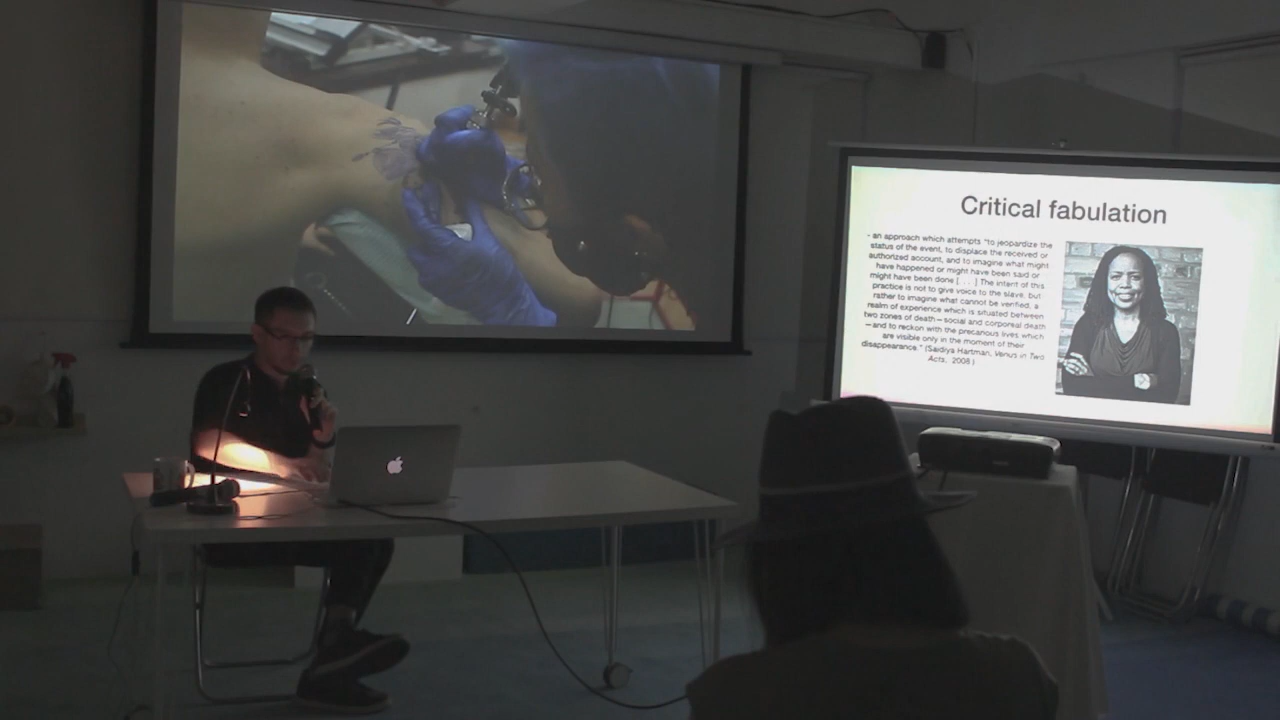 Critical fabulation
- an approach which attempts "to jeopardize the
status of the event, to displace the received or
authorized account, and to imagine what might
have happened or might have been said or
might have been done [. . . ] The intent of this
practice is not to give voice to the slave, but
rather to imagine what cannot be verified, a
realm of experience which is situated between
two zones of death—social and corporeal death
—and to reckon with the precarious lives which
are visible only in the moment of their
disappearance." (Saidiya Hartman, Venus in Two
Acts, 2008 )